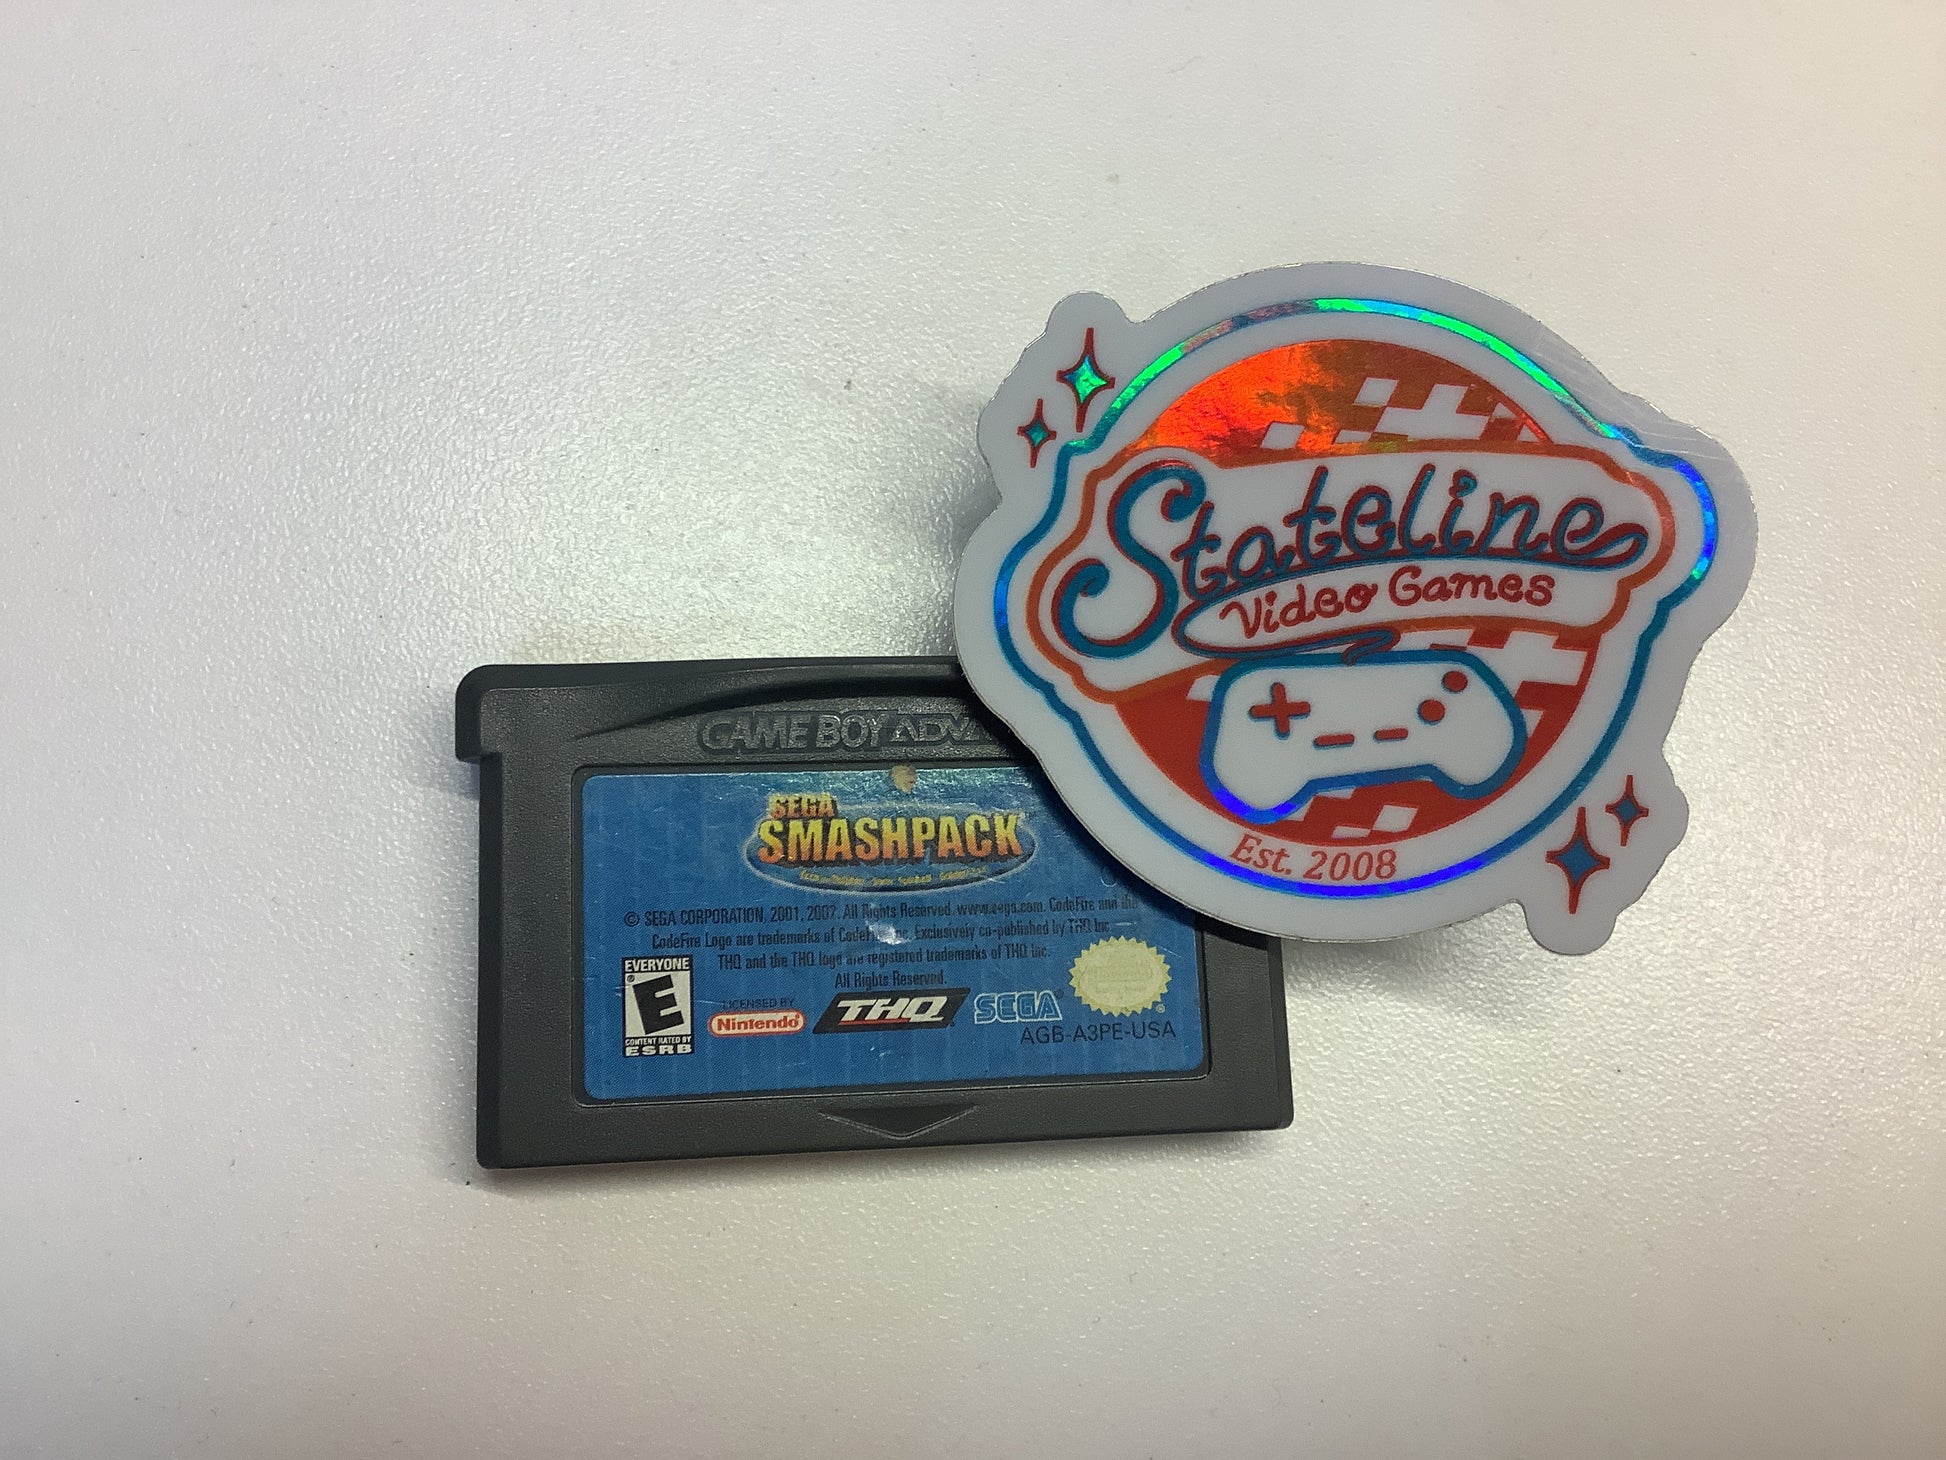 Stateline
Video Games
Est. 2008
GAME BOY ADV
SEGA
SMASHPACK
© SEGA CORPORATION, 2001, 2002. All Rights Reserved. www.sega.com. CodeFire and the
CodeFire Logo are trademarks of CodeFire, Inc. Exclusively co-published by THQ Inc.
THQ and the THQ logo are registered trademarks of THQ Inc.
All Rights Reserved.
EVERYONE
E
CONTENT RATED BY
ESRB
LICENSED BY
Nintendo
THQ
SEGA
AGB-A3PE-USA